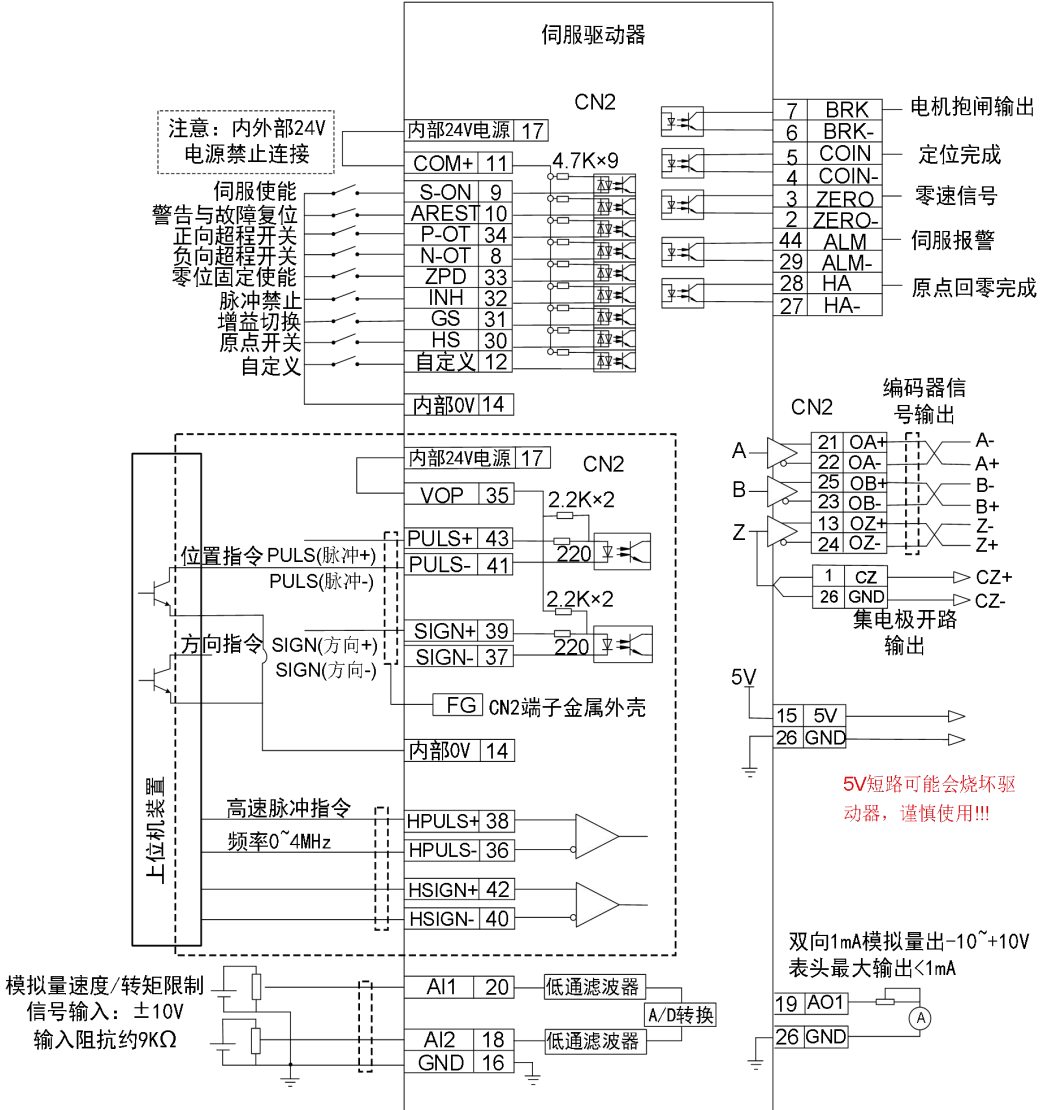 伺服驱动器
CN2
注意：内外部24V
电源禁止连接
内部24V电源 17
COM+ 11
4.7K×9
伺服使能 S-ON 9
警告与故障复位 AREST 10
正向超程开关 P-OT 34
负向超程开关 N-OT 8
零位固定使能 ZPD 33
脉冲禁止 INH 32
增益切换 GS 31
原点开关 HS 30
自定义 自定义 12
内部0V 14
7 BRK 电机抱闸输出
6 BRK-
5 COIN 定位完成
4 COIN-
3 ZERO 零速信号
2 ZERO-
44 ALM 伺服报警
29 ALM-
28 HA 原点回零完成
27 HA-
编码器信
号输出
CN2
A 21 OA+ A-
22 OA- A+
B 25 OB+ B-
23 OB- B+
Z 13 OZ+ Z-
24 OZ- Z+
1 CZ CZ+
26 GND CZ-
集电极开路
输出
内部24V电源 17
CN2
VOP 35
2.2K×2
PULS+ 43
220
位置指令 PULS(脉冲+)
PULS- 41
PULS(脉冲-)
2.2K×2
SIGN+ 39
220
方向指令 SIGN(方向+)
SIGN- 37
SIGN(方向-)
FG CN2端子金属外壳
内部0V 14
上位机装置
高速脉冲指令
HPULS+ 38
频率0~4MHz
HPULS- 36
HSIGN+ 42
HSIGN- 40
5V
15 5V
26 GND
5V短路可能会烧坏驱
动器，谨慎使用!!!
模拟量速度/转矩限制
信号输入：±10V
输入阻抗约9KΩ
AI1 20 低通滤波器
A/D转换
AI2 18 低通滤波器
GND 16
双向1mA模拟量出-10~+10V
表头最大输出<1mA
19 AO1
A
26 GND